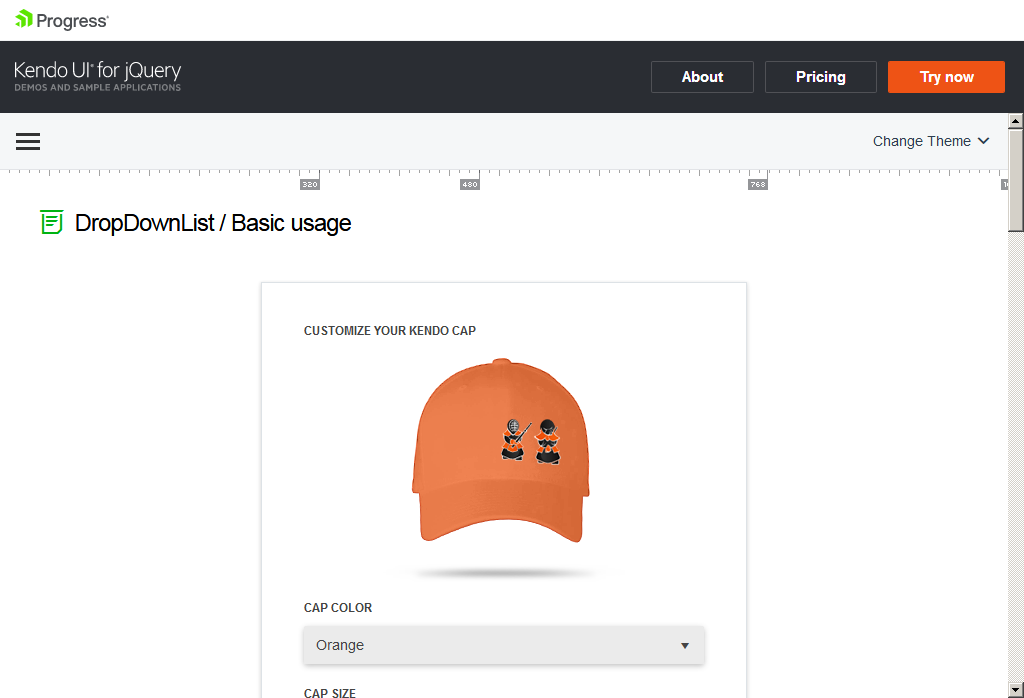 Progress
Kendo UI® for jQuery
DEMOS AND SAMPLE APPLICATIONS
About
Pricing
Try now
Change Theme
320
480
768
DropDownList / Basic usage
CUSTOMIZE YOUR KENDO CAP
CAP COLOR
Orange
CAP SIZE